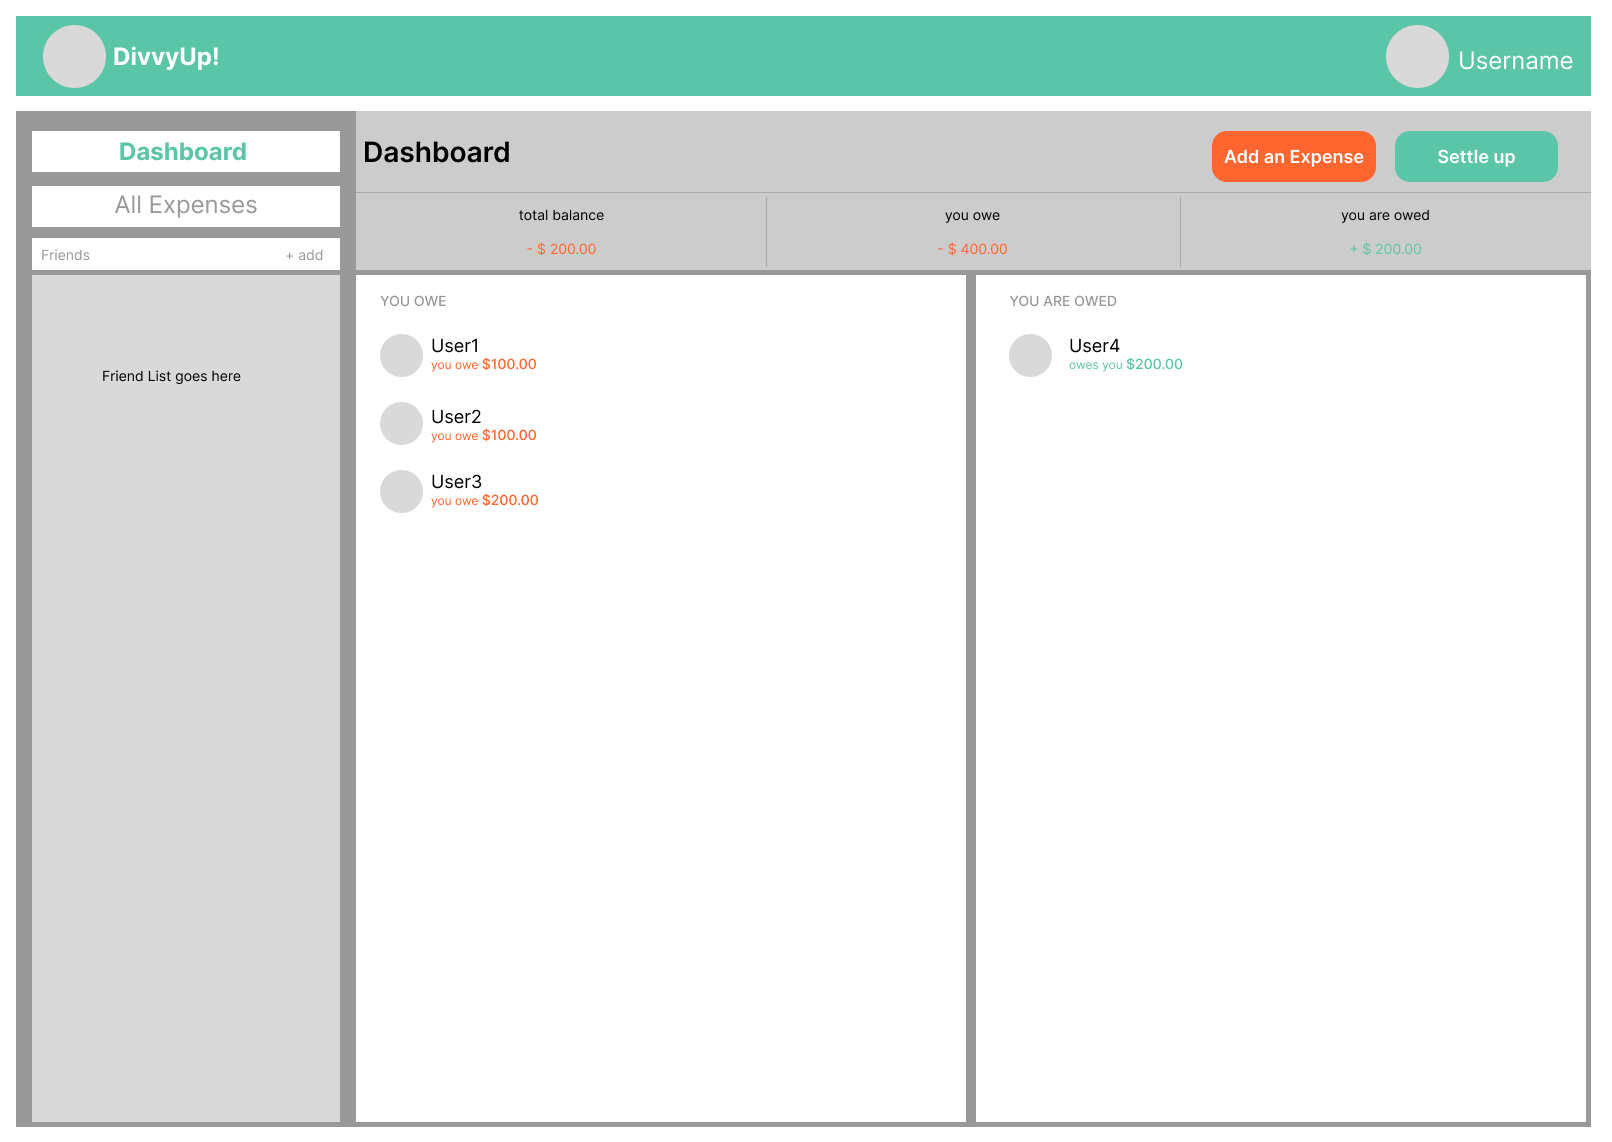 DivvyUp!
Username
Dashboard
All Expenses
Friends
+ add
Friend List goes here
Dashboard
Add an Expense
Settle up
total balance
- $ 200.00
you owe
- $ 400.00
you are owed
+ $ 200.00
YOU OWE
User1
you owe $100.00
User2
you owe $100.00
User3
you owe $200.00
YOU ARE OWED
User4
owes you $200.00